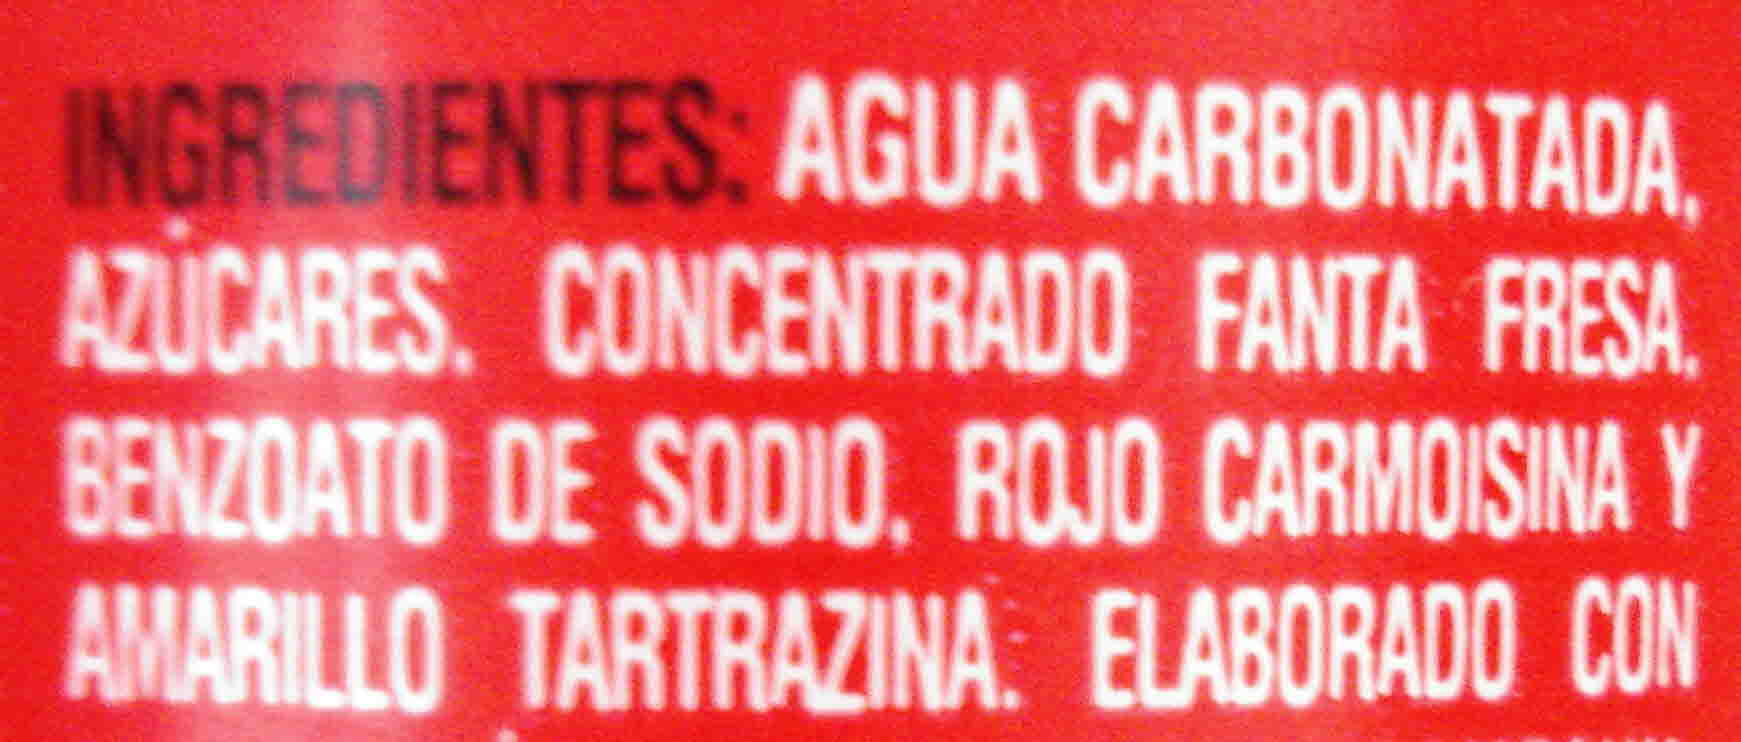 INGREDIENTES: AGUA CARBONATADA,
AZÚCARES. CONCENTRADO FANTA FRESA.
BENZOATO DE SODIO, ROJO CARMOISINA Y
AMARILLO TARTRAZINA. ELABORADO CON